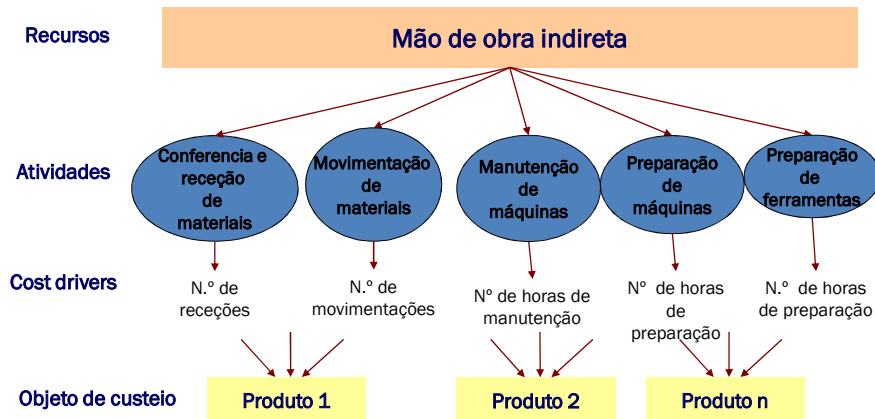 Recursos
Mão de obra indireta
Atividades
Conferencia e
receção
de
materiais
Movimentação
de
materiais
Manutenção
de
máquinas
Preparação
de
máquinas
Preparação
de
ferramentas
Cost drivers
N.º de
receções
N.º de
movimentações
Nº de horas de
manutenção
Nº de horas
de
preparação
N.º de horas
de preparação
Objeto de custeio
Produto 1
Produto 2
Produto n